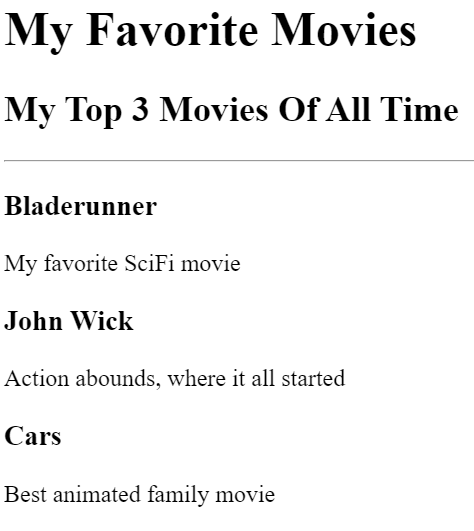 My Favorite Movies
My Top 3 Movies Of All Time
Bladerunner
My favorite SciFi movie
John Wick
Action abounds, where it all started
Cars
Best animated family movie